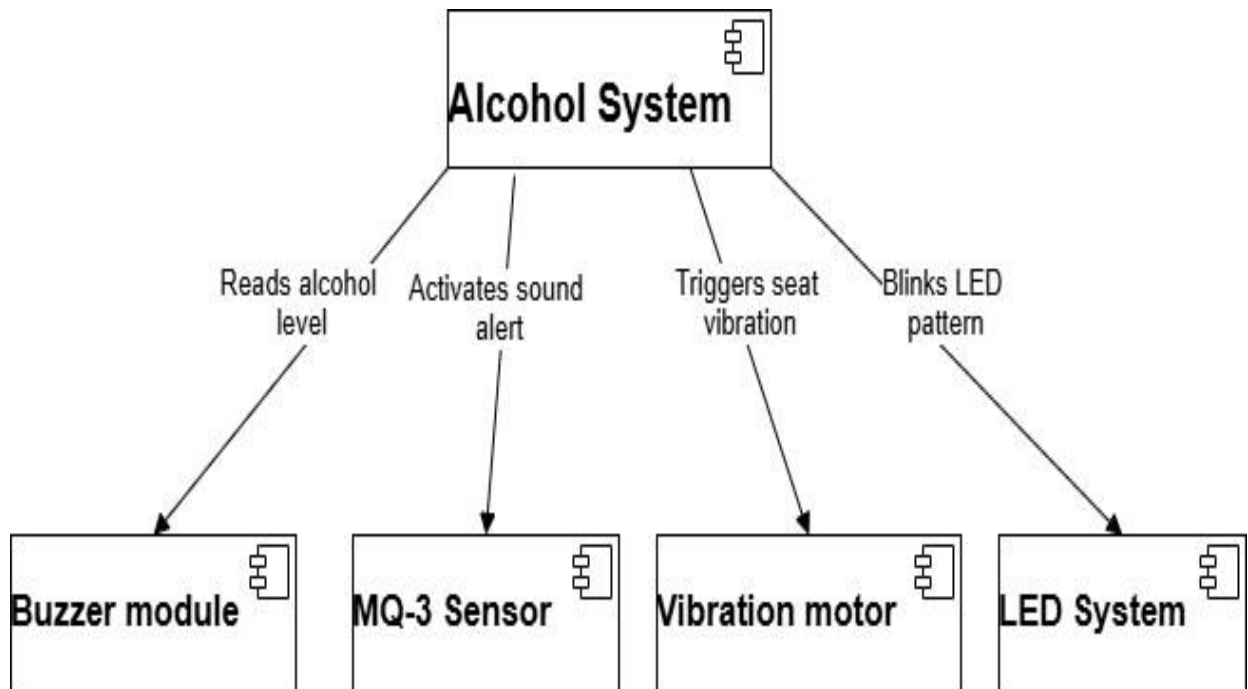 Alcohol System
Reads alcohol
level
Activates sound
alert
Triggers seat
vibration
Blinks LED
pattern
Buzzer module
MQ-3 Sensor
Vibration motor
LED System